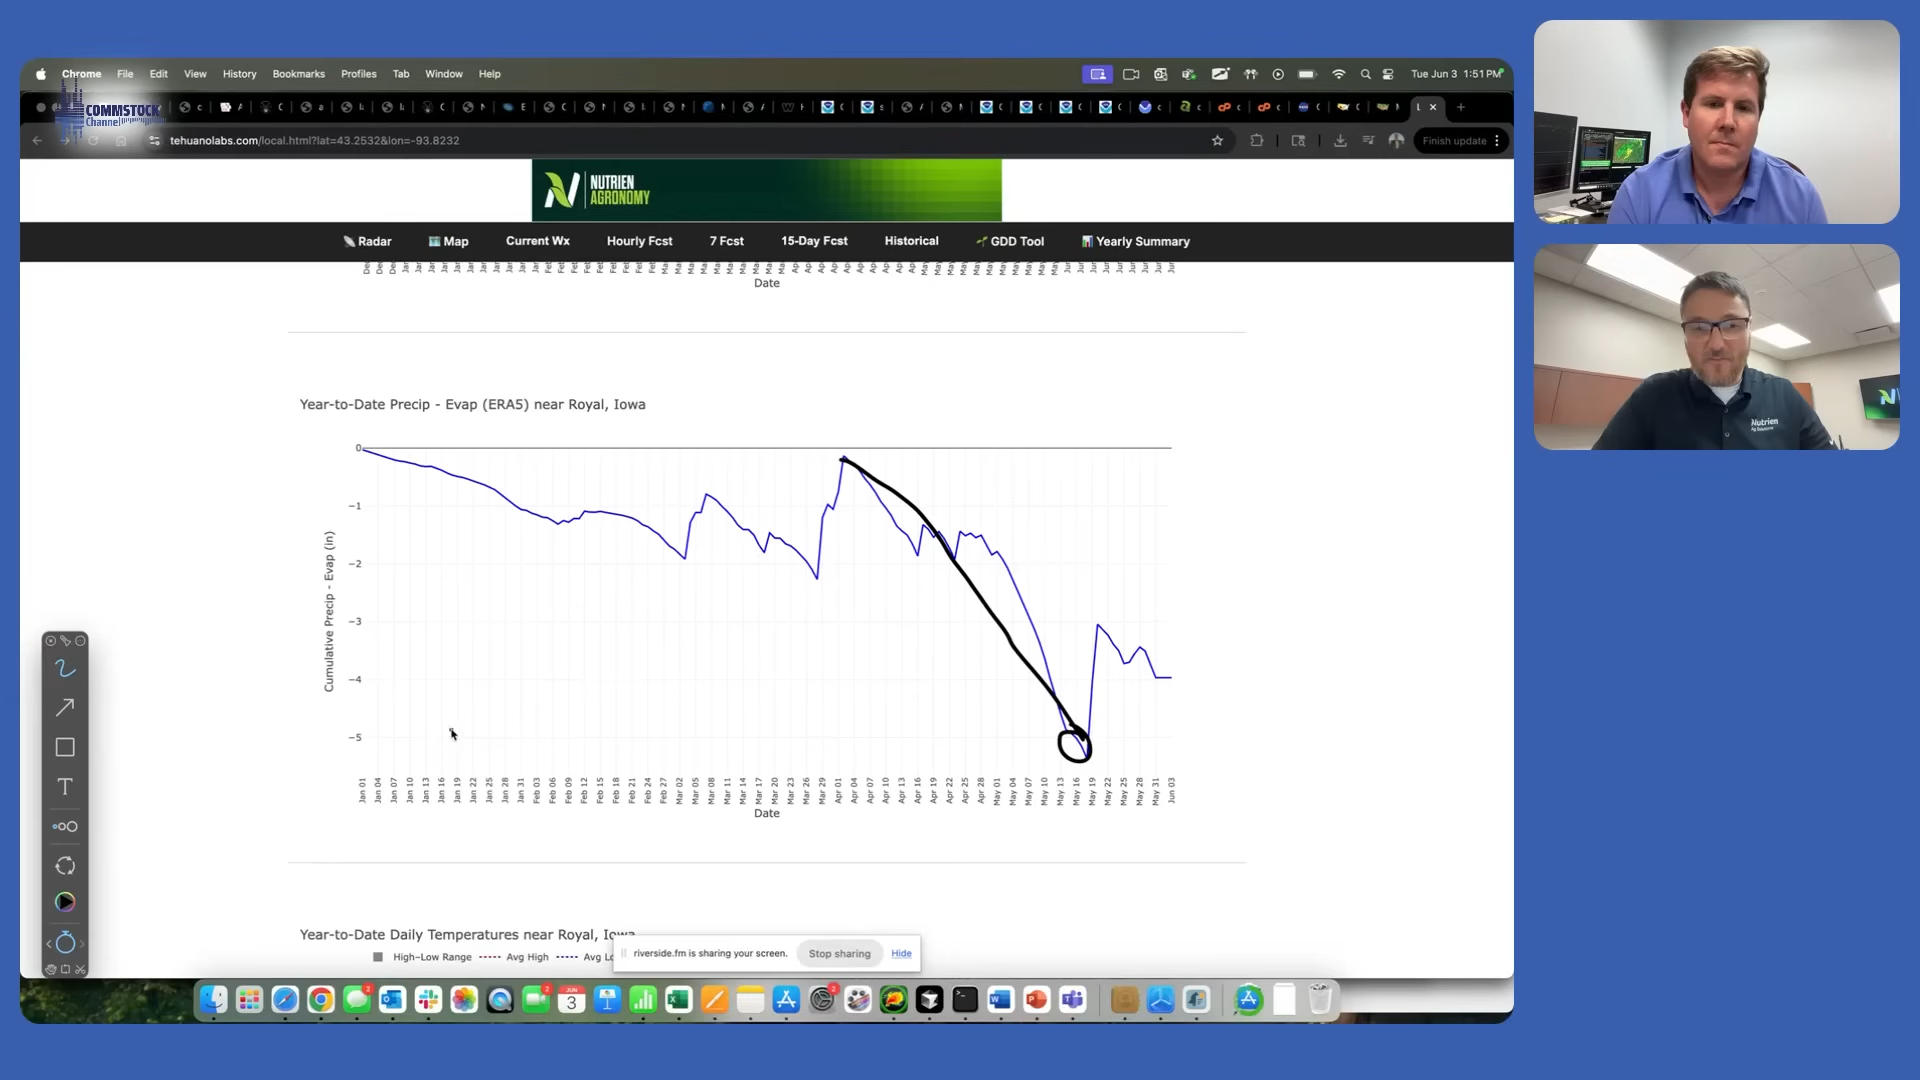 Chrome File Edit View History Bookmarks Profiles Tab Window Help
Tue Jun 3 1:51 PM
COMMSTOCK
Channel
tehuanolabs.com/local.html?lat=43.2532&lon=-93.8232
Finish update
NUTRIEN
AGRONOMY
Radar Map Current Wx Hourly Fcst 7 Fcst 15-Day Fcst Historical GDD Tool Yearly Summary
Date
Year-to-Date Precip - Evap (ERA5) near Royal, Iowa
0
−1
−2
−3
−4
−5
Cumulative Precip - Evap (in)
Jan 01 Jan 04 Jan 07 Jan 10 Jan 13 Jan 16 Jan 19 Jan 22 Jan 25 Jan 28 Jan 31 Feb 03 Feb 06 Feb 09 Feb 12 Feb 15 Feb 18 Feb 21 Feb 24 Feb 27 Mar 02 Mar 05 Mar 08 Mar 11 Mar 14 Mar 17 Mar 20 Mar 23 Mar 26 Mar 29 Apr 01 Apr 04 Apr 07 Apr 10 Apr 13 Apr 16 Apr 19 Apr 22 Apr 25 Apr 28 May 01 May 04 May 07 May 10 May 13 May 16 May 19 May 22 May 25 May 28 May 31 Jun 03
Date
Year-to-Date Daily Temperatures near Royal, Iowa
High-Low Range Avg High Avg Lo
riverside.fm is sharing your screen. Stop sharing Hide
T
JUN
3
Nutrien
Ag Solutions